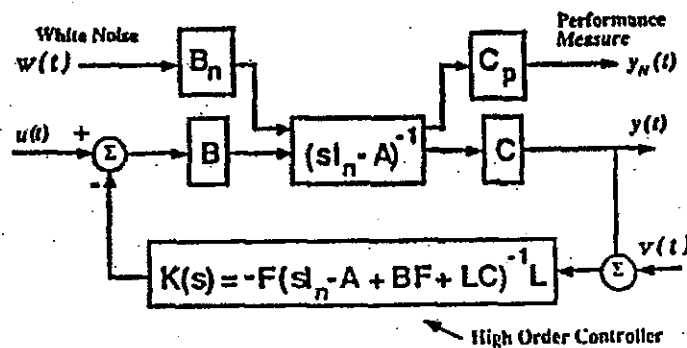 White Noise
w(t)
B_n
C_p
Performance
Measure
y_N(t)
u(t)
+
Σ
-
B
(sI_n - A)^-1
C
y(t)
K(s) = -F(sI_n - A + BF + LC)^-1 L
Σ
v(t)
High Order Controller